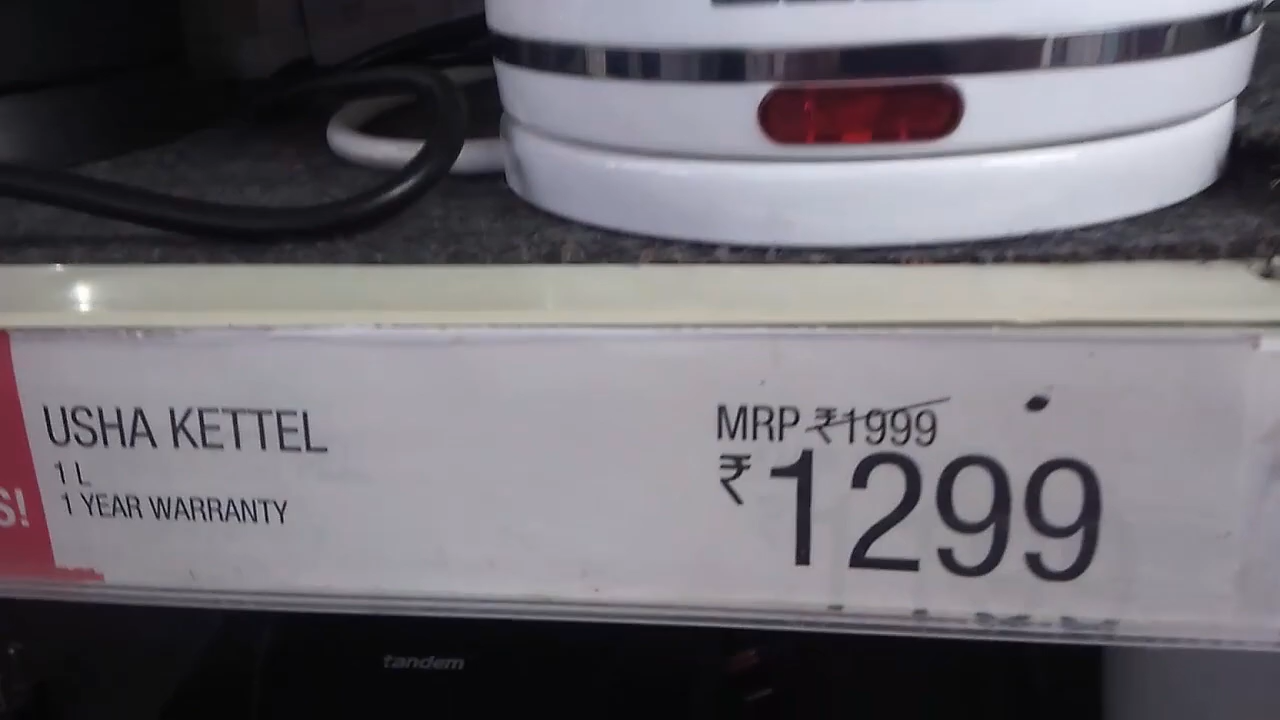 USHA KETTEL
1 L
1 YEAR WARRANTY
MRP ₹1999
₹1299
S!
tandem